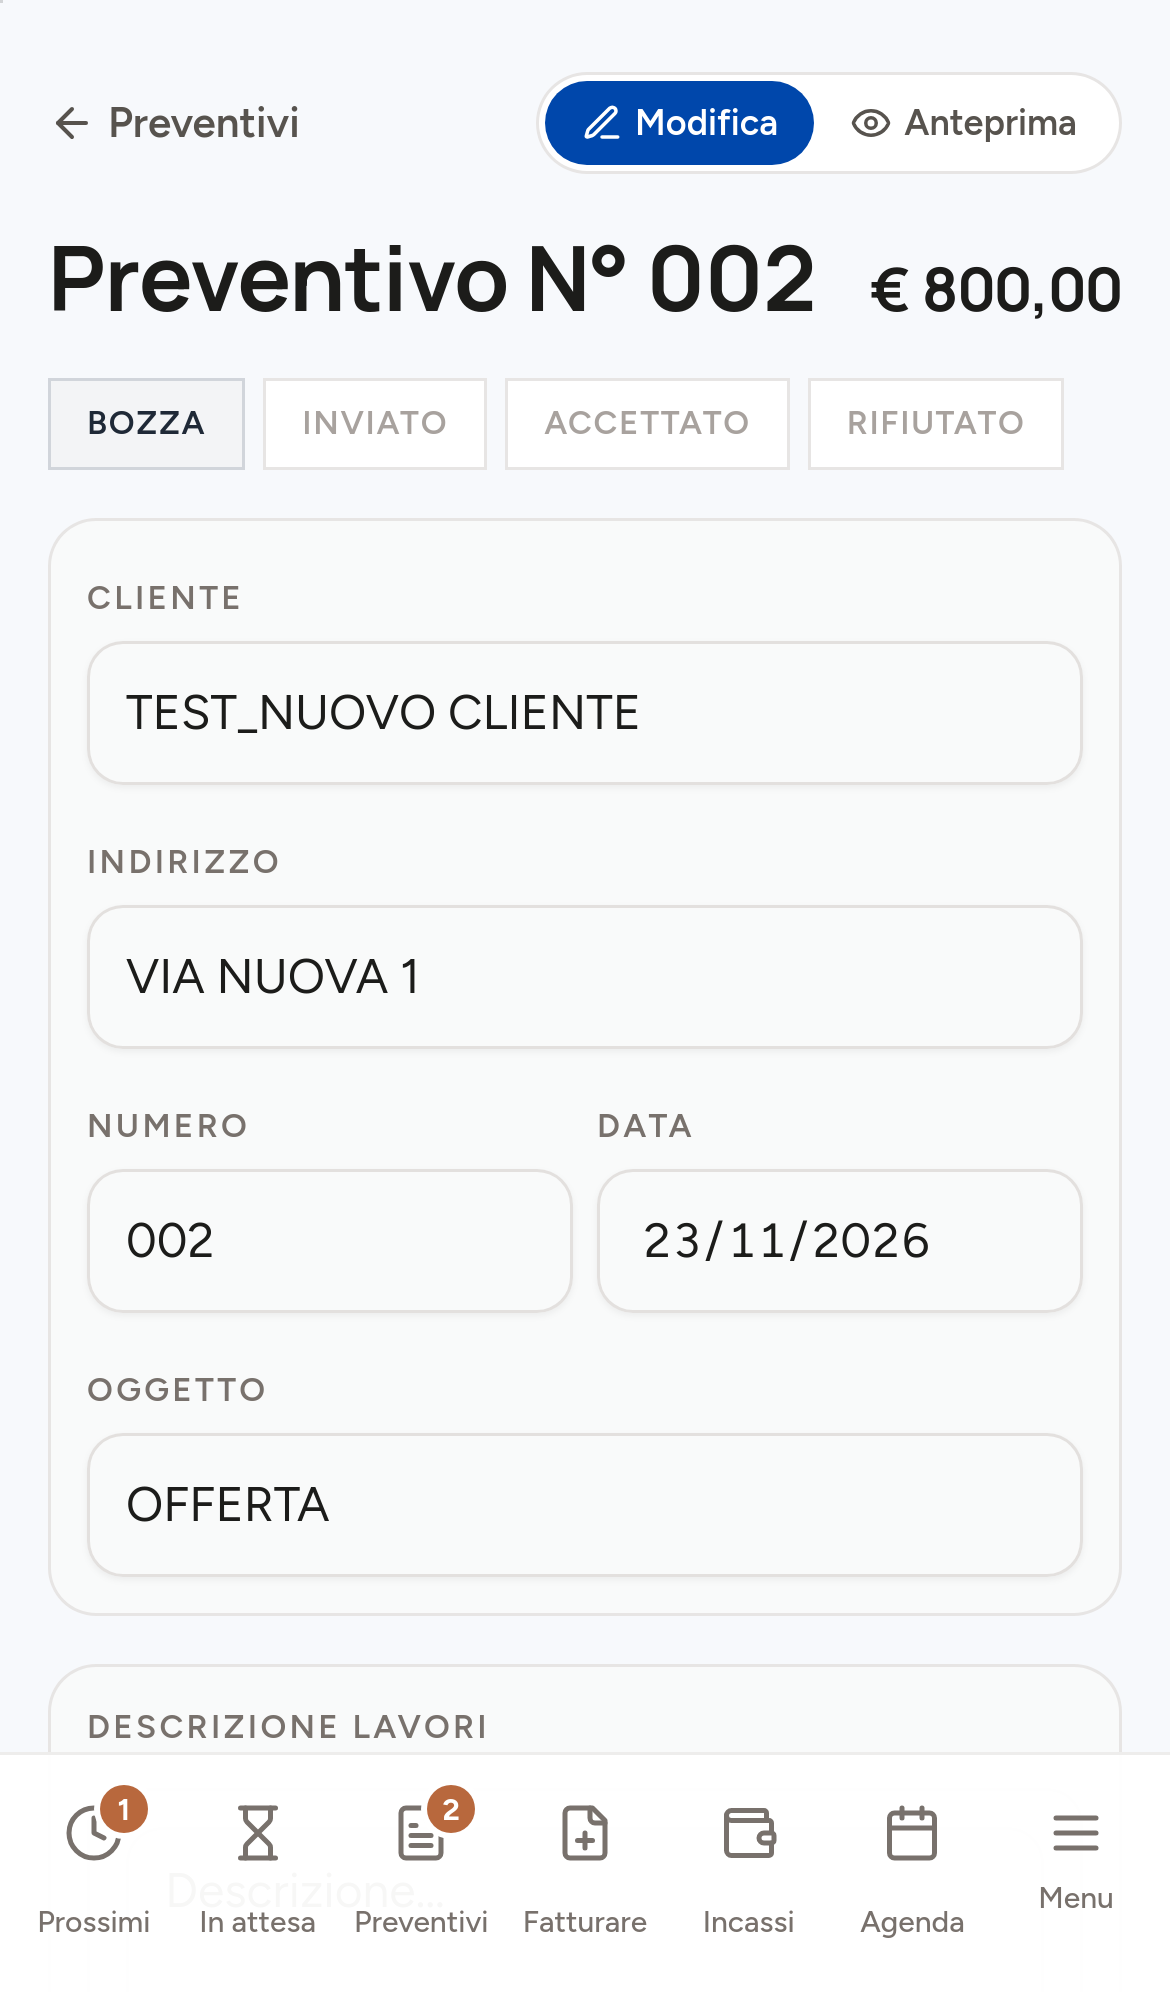 Preventivi
Modifica
Anteprima
Preventivo N° 002
€ 800,00
BOZZA
INVIATO
ACCETTATO
RIFIUTATO
CLIENTE
TEST_NUOVO CLIENTE
INDIRIZZO
VIA NUOVA 1
NUMERO
DATA
002
23/11/2026
OGGETTO
OFFERTA
DESCRIZIONE LAVORI
1
2
Descrizione...
Prossimi
In attesa
Preventivi
Fatturare
Incassi
Agenda
Menu